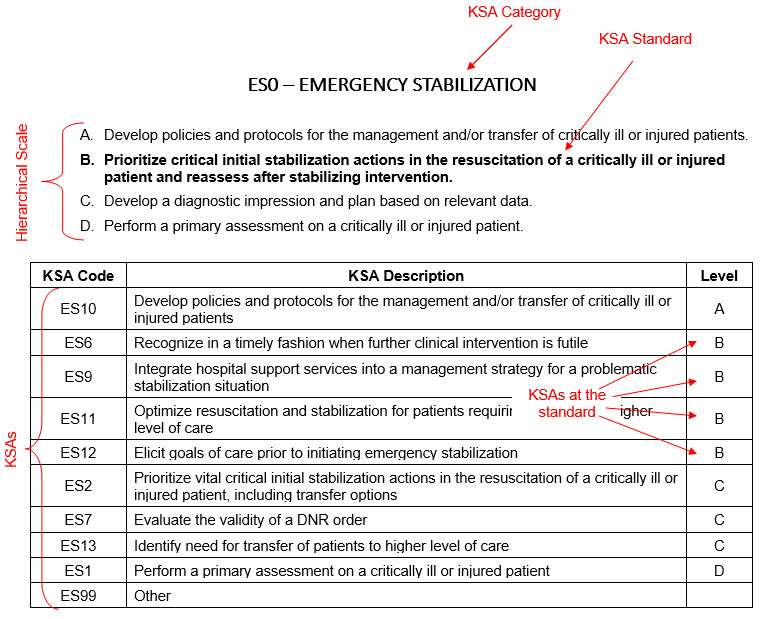 KSA Category
KSA Standard
ES0 – EMERGENCY STABILIZATION
Hierarchical Scale
A. Develop policies and protocols for the management and/or transfer of critically ill or injured patients.
B. Prioritize critical initial stabilization actions in the resuscitation of a critically ill or injured
patient and reassess after stabilizing intervention.
C. Develop a diagnostic impression and plan based on relevant data.
D. Perform a primary assessment on a critically ill or injured patient.
KSA Code KSA Description Level
ES10 Develop policies and protocols for the management and/or transfer of critically ill or
injured patients A
ES6 Recognize in a timely fashion when further clinical intervention is futile B
ES9 Integrate hospital support services into a management strategy for a problematic
stabilization situation B
KSAs at the
standard
ES11 Optimize resuscitation and stabilization for patients
level of care B
KSAs
ES12 Elicit goals of care prior to initiating emergency stabilization B
ES2 Prioritize vital critical initial stabilization actions in the resuscitation of a critically ill or
injured patient, including transfer options C
ES7 Evaluate the validity of a DNR order C
ES13 Identify need for transfer of patients to higher level of care C
ES1 Perform a primary assessment on a critically ill or injured patient D
ES99 Other